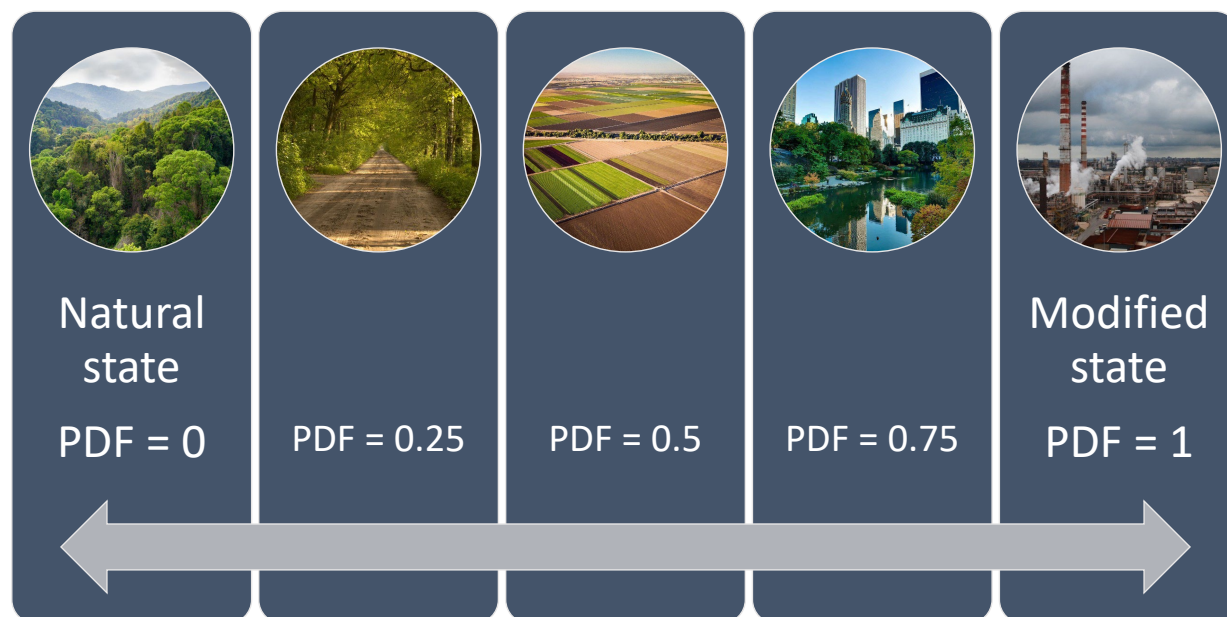 Natural
state
PDF = 0
PDF = 0.25
PDF = 0.5
PDF = 0.75
Modified
state
PDF = 1